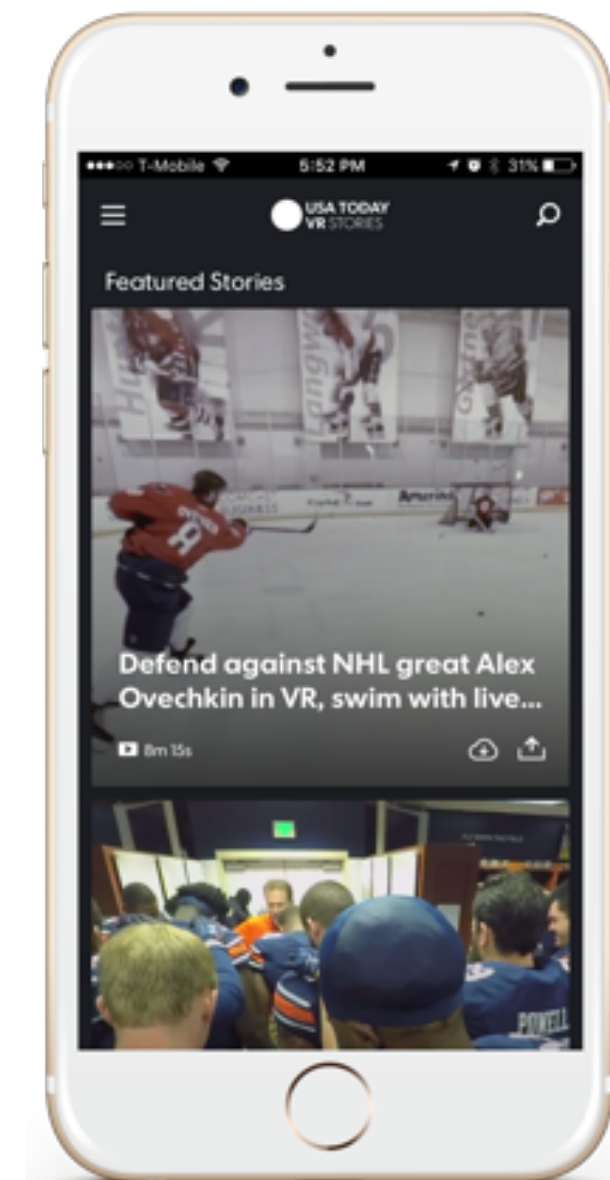 T-Mobile
5:52 PM
31%
USA TODAY
VR STORIES
Featured Stories
Defend against NHL great Alex
Ovechkin in VR, swim with live...
8m 15s
POWELL